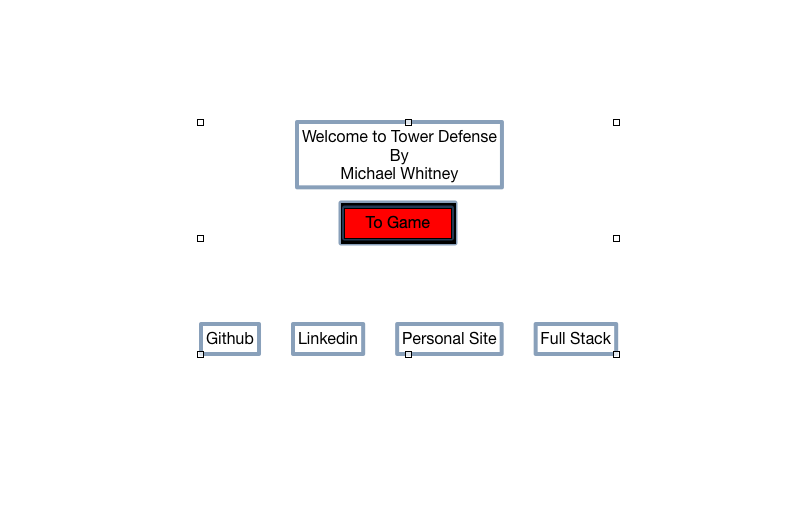 Welcome to Tower Defense
By
Michael Whitney
To Game
Github
Linkedin
Personal Site
Full Stack